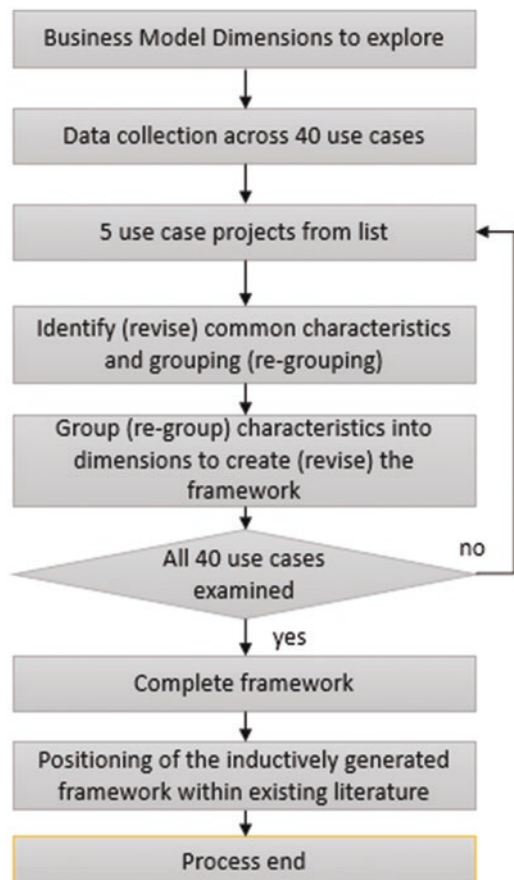 Business Model Dimensions to explore
Data collection across 40 use cases
5 use case projects from list
Identify (revise) common characteristics
and grouping (re-grouping)
Group (re-group) characteristics into
dimensions to create (revise) the
framework
All 40 use cases
examined
no
yes
Complete framework
Positioning of the inductively generated
framework within existing literature
Process end